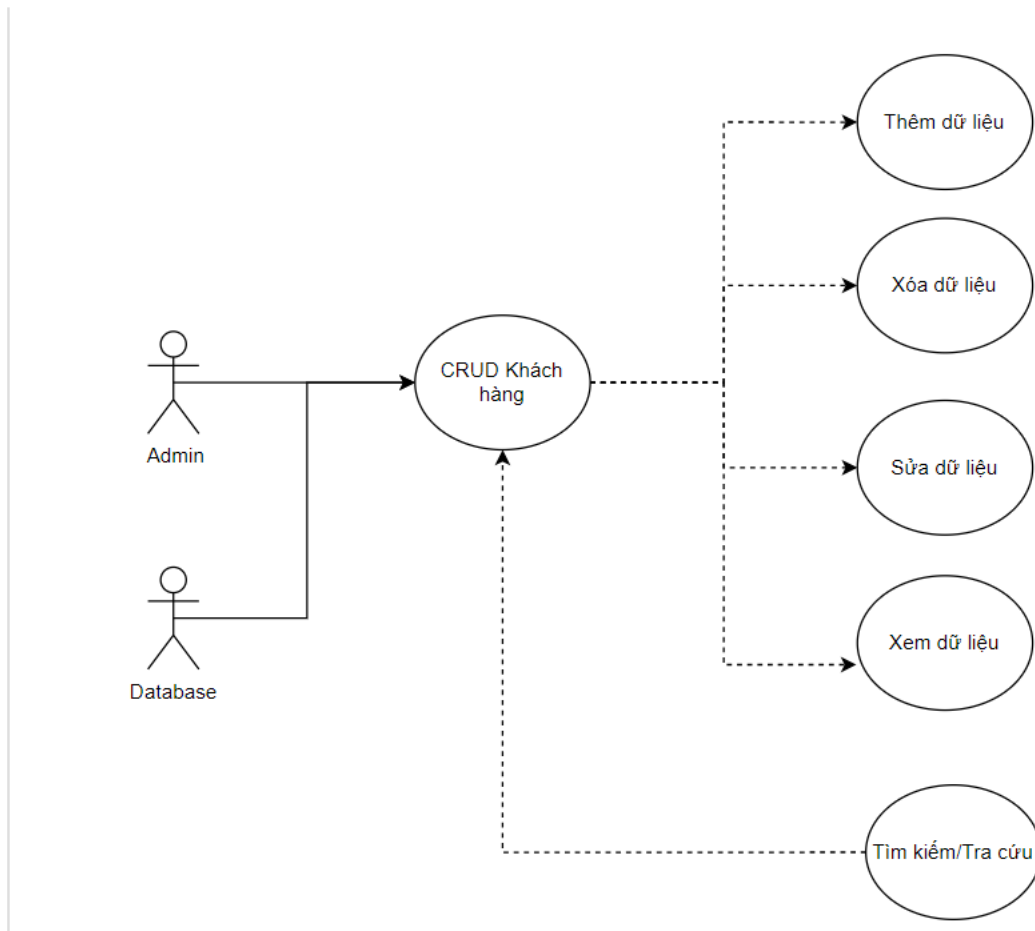 Thêm dữ liệu
Xóa dữ liệu
CRUD Khách
hàng
Admin
Sửa dữ liệu
Xem dữ liệu
Database
Tìm kiếm/Tra cứu